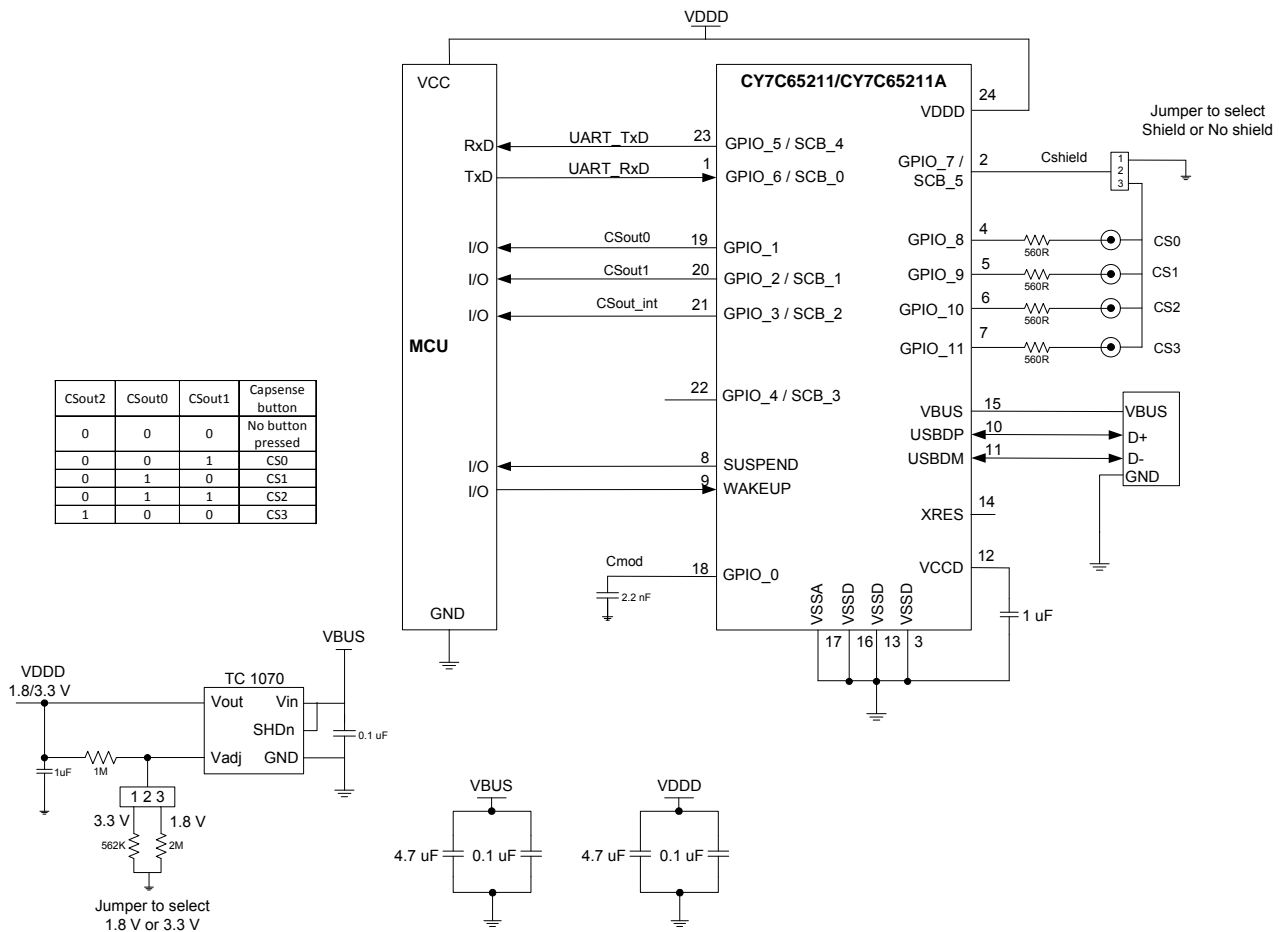 VDDD
VCC
CY7C65211/CY7C65211A
24
VDDD
Jumper to select
Shield or No shield
RxD
UART_TxD
23
GPIO_5 / SCB_4
TxD
UART_RxD
1
GPIO_6 / SCB_0
GPIO_7 /
SCB_5
2
Cshield
1
2
3
I/O
CSout0
19
GPIO_1
GPIO_8
4
560R
CS0
I/O
CSout1
20
GPIO_2 / SCB_1
GPIO_9
5
560R
CS1
I/O
CSout_int
21
GPIO_3 / SCB_2
GPIO_10
6
560R
CS2
MCU
GPIO_11
7
560R
CS3
22
GPIO_4 / SCB_3
VBUS
15
VBUS
USBDP
10
D+
USBDM
11
D-
GND
I/O
8
SUSPEND
I/O
9
WAKEUP
XRES
14
Cmod
18
GPIO_0
2.2 nF
VCCD
12
1 uF
GND
VSSA
VSSD
VSSD
VSSD
17
16
13
3
CSout2 CSout0 CSout1 Capsense
button
0 0 0 No button
pressed
0 0 1 CS0
0 1 0 CS1
0 1 1 CS2
1 0 0 CS3
VBUS
VDDD
1.8/3.3 V
TC 1070
Vout Vin
SHDn
Vadj GND
0.1 uF
1uF
1M
1 2 3
3.3 V 1.8 V
562K 2M
Jumper to select
1.8 V or 3.3 V
VBUS
4.7 uF 0.1 uF
VDDD
4.7 uF 0.1 uF